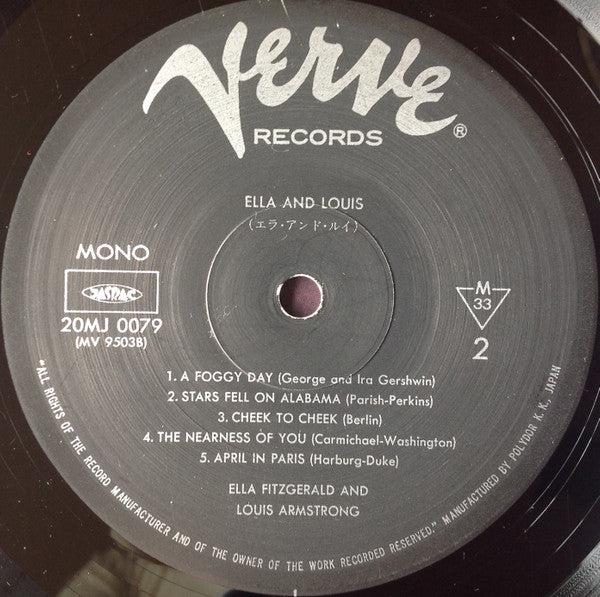 Verve
®
RECORDS
ELLA AND LOUIS
(エラ・アンド・ルイ)
MONO
JASRAC
20MJ 0079
(MV 9503B)
M
33
2
1. A FOGGY DAY (George and Ira Gershwin)
2. STARS FELL ON ALABAMA (Parish-Perkins)
3. CHEEK TO CHEEK (Berlin)
4. THE NEARNESS OF YOU (Carmichael-Washington)
5. APRIL IN PARIS (Harburg-Duke)
ELLA FITZGERALD AND
LOUIS ARMSTRONG
"ALL RIGHTS OF THE RECORD MANUFACTURER AND OF THE OWNER OF THE WORK RECORDED RESERVED." MANUFACTURED BY POLYDOR K. K., JAPAN